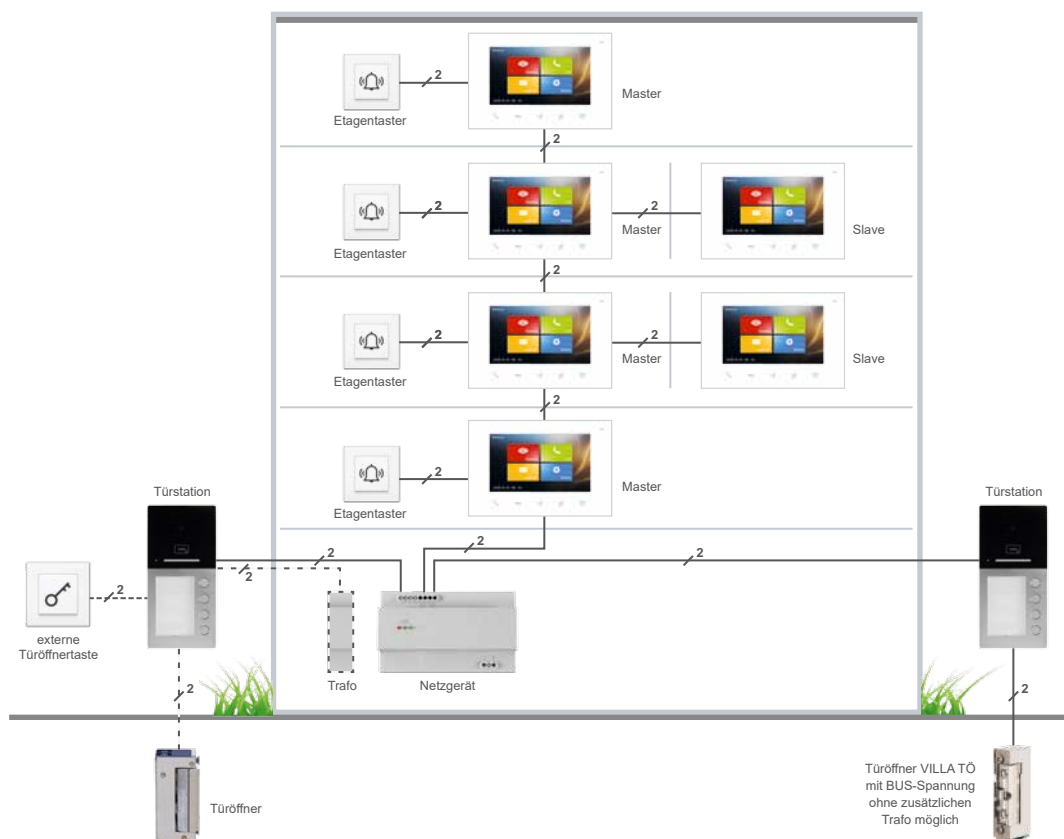 2
Master
Etagentaster
2
2
2
Master
Slave
Etagentaster
2
2
2
Master
Slave
Etagentaster
2
2
Master
Etagentaster
Türstation
Türstation
2
2
2
2
2
externe
Türöffnertaste
Trafo
Netzgerät
2
2
Türöffner
Türöffner VILLA TÖ
mit BUS-Spannung
ohne zusätzlichen
Trafo möglich